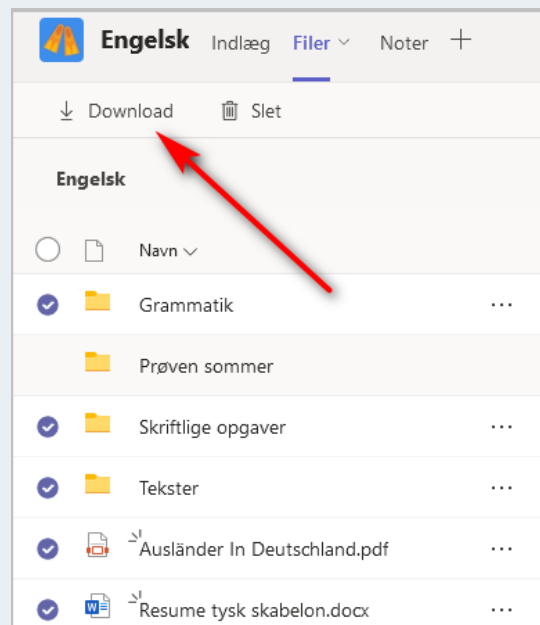 Engelsk Indlæg Filer Noter
Download Slet
Engelsk
Navn
Grammatik
Prøven sommer
Skriftlige opgaver
Tekster
Ausländer In Deutschland.pdf
Resume tysk skabelon.docx